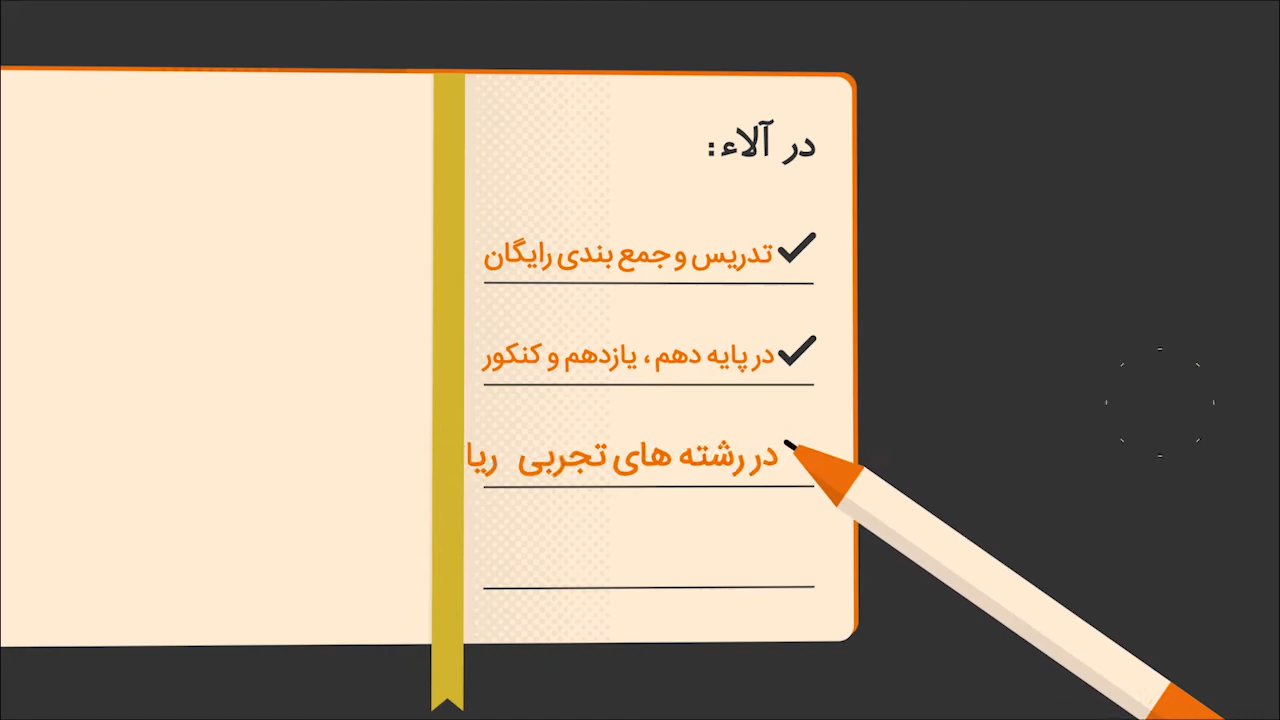 در آلاء:
تدریس و جمع بندی رایگان
در پایه دهم ، یازدهم و کنکور
در رشته های تجربی ریا